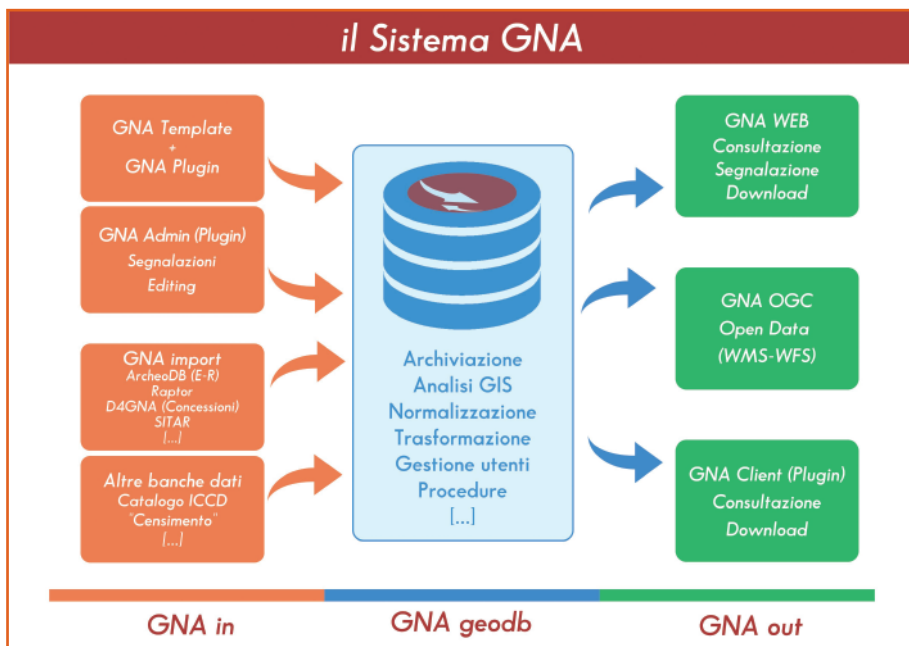 il Sistema GNA
GNA Template
+
GNA Plugin
GNA Admin (Plugin)
Segnalazioni
Editing
GNA import
ArcheoDB (E-R)
Raptor
D4GNA (Concessioni)
SITAR
[...]
Altre banche dati
Catalogo ICCD
"Censimento"
[...]
Archiviazione
Analisi GIS
Normalizzazione
Trasformazione
Gestione utenti
Procedure
[...]
GNA WEB
Consultazione
Segnalazione
Download
GNA OGC
Open Data
(WMS-WFS)
GNA Client (Plugin)
Consultazione
Download
GNA in
GNA geodb
GNA out